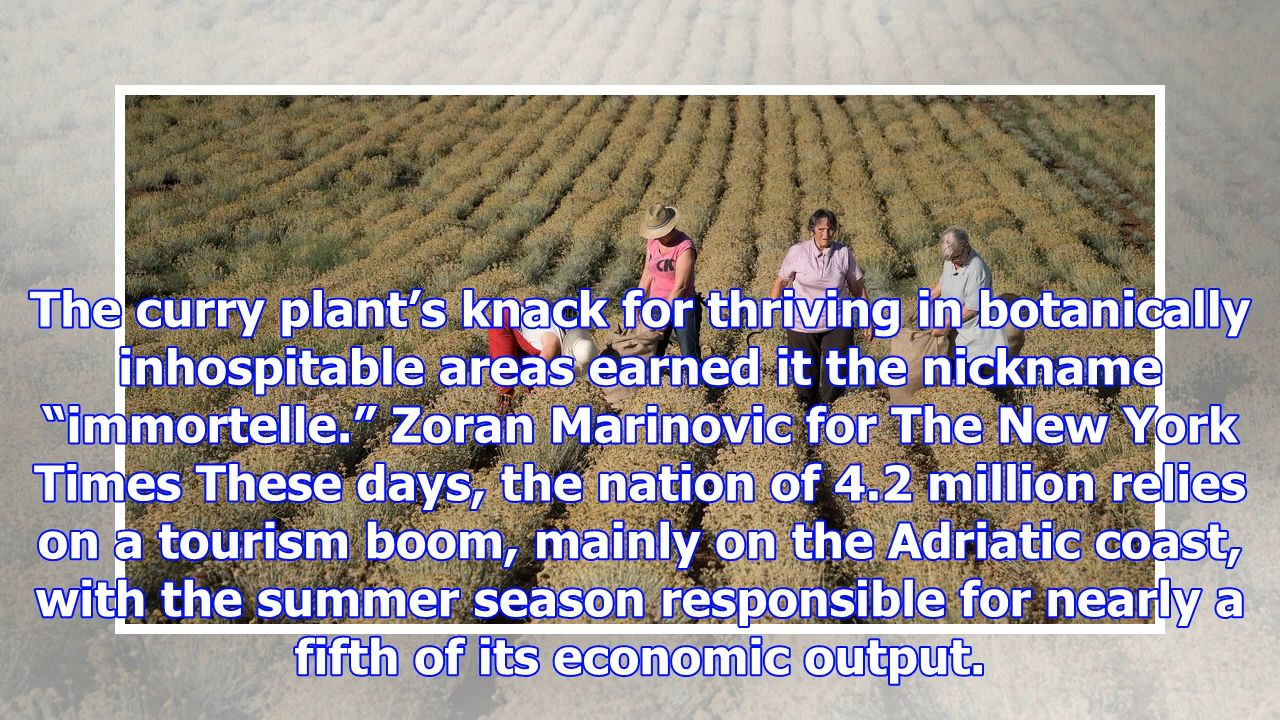 The curry plant’s knack for thriving in botanically
inhospitable areas earned it the nickname
“immortelle.” Zoran Marinovic for The New York
Times These days, the nation of 4.2 million relies
on a tourism boom, mainly on the Adriatic coast,
with the summer season responsible for nearly a
fifth of its economic output.